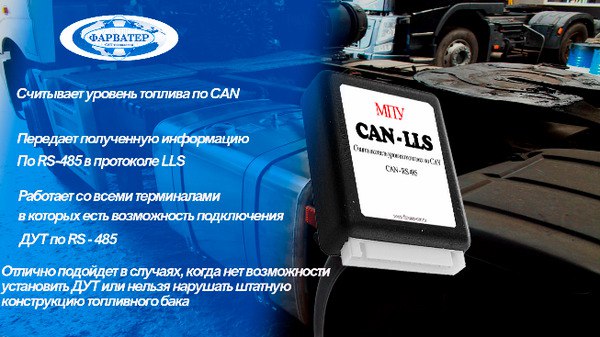 ФАРВАТЕР
Считывает уровень топлива по CAN
Передает полученную информацию
По RS-485 в протоколе LLS
Работает со всеми терминалами
в которых есть возможность подключения
ДУТ по RS - 485
Отлично подойдет в случаях, когда нет возможности
установить ДУТ или нельзя нарушать штатную
конструкцию топливного бака
МПУ
CAN-LLS
CAN - RS-485